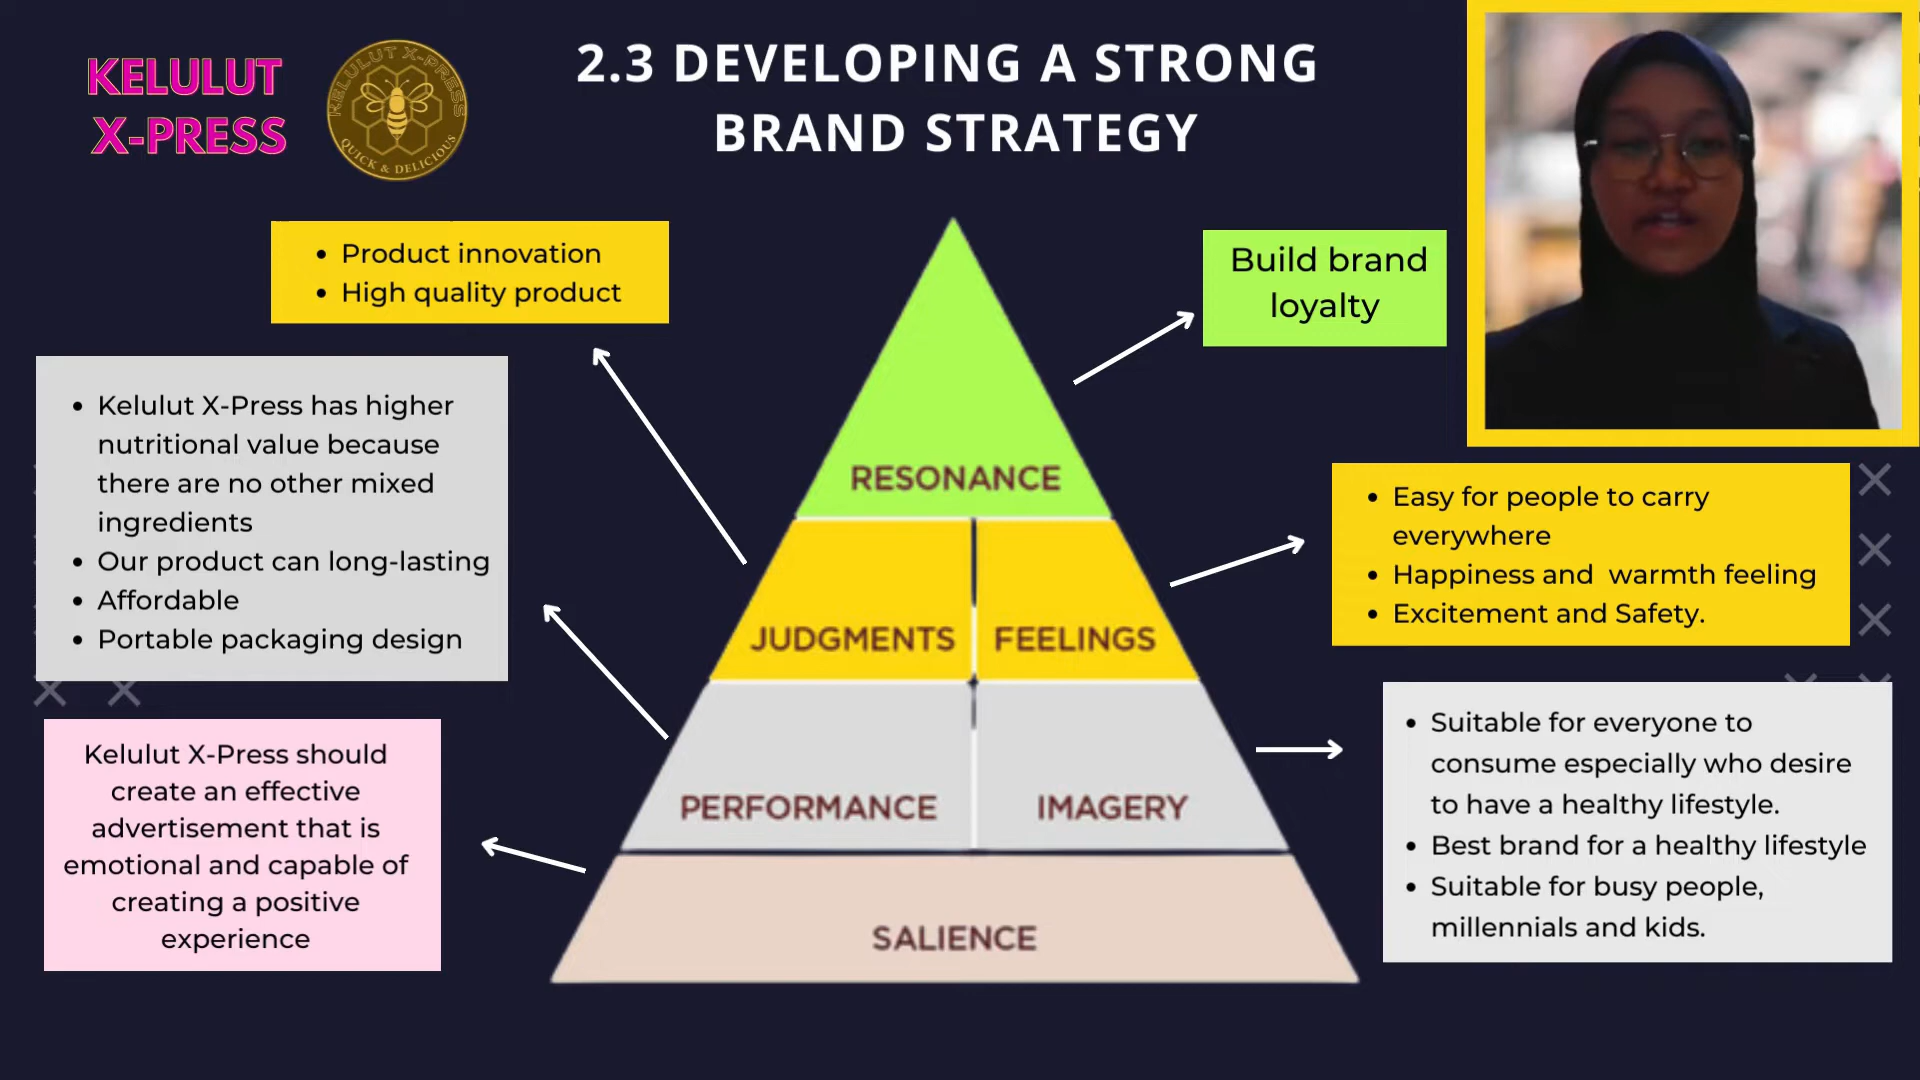 KELULUT
X-PRESS
KELULUT X-PRESS
QUICK & DELICIOUS
2.3 DEVELOPING A STRONG
BRAND STRATEGY
• Product innovation
• High quality product
Build brand
loyalty
• Kelulut X-Press has higher
nutritional value because
there are no other mixed
ingredients
• Our product can long-lasting
• Affordable
• Portable packaging design
RESONANCE
• Easy for people to carry
everywhere
• Happiness and  warmth feeling
• Excitement and Safety.
JUDGMENTS
FEELINGS
Kelulut X-Press should
create an effective
advertisement that is
emotional and capable of
creating a positive
experience
PERFORMANCE
IMAGERY
• Suitable for everyone to
consume especially who desire
to have a healthy lifestyle.
• Best brand for a healthy lifestyle
• Suitable for busy people,
millennials and kids.
SALIENCE